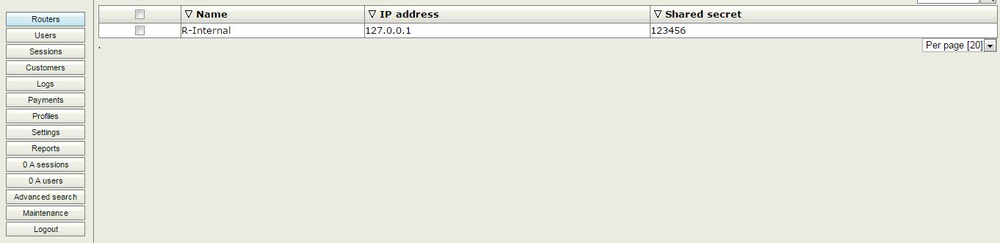 Routers
Users
Sessions
Customers
Logs
Payments
Profiles
Settings
Reports
0 A sessions
0 A users
Advanced search
Maintenance
Logout
Name IP address Shared secret
R-Internal 127.0.0.1 123456
.
Per page [20]